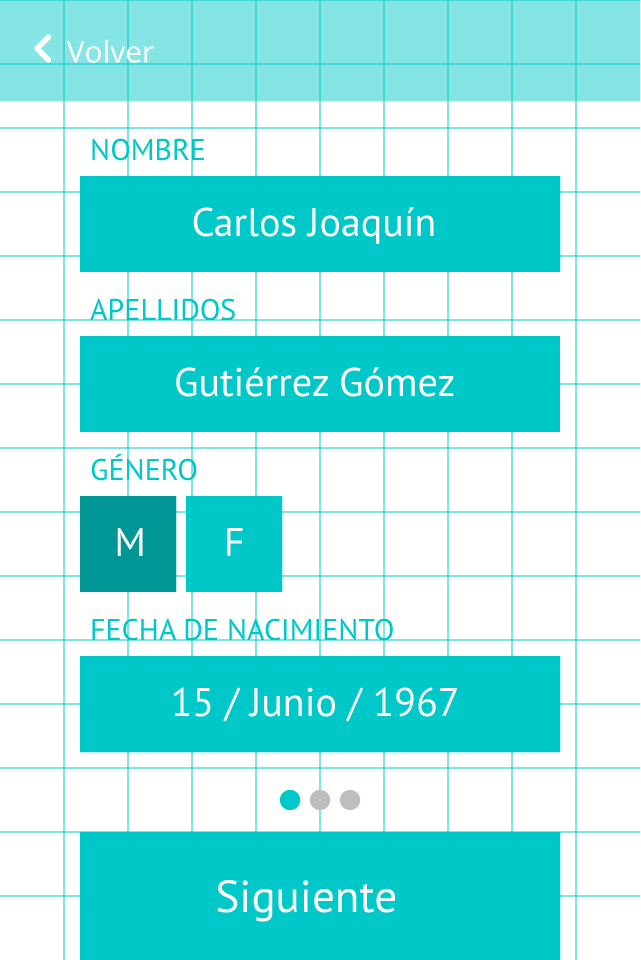 Volver
NOMBRE
Carlos Joaquín
APELLIDOS
Gutiérrez Gómez
GÉNERO
M F
FECHA DE NACIMIENTO
15 / Junio / 1967
Siguiente